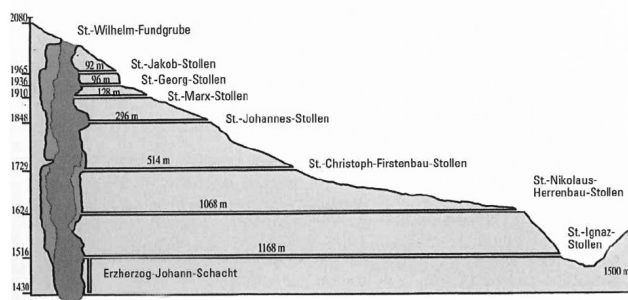 2080
St.-Wilhelm-Fundgrube
1965
92 m
St.-Jakob-Stollen
1936
96 m
St.-Georg-Stollen
1910
128 m
St.-Marx-Stollen
1848
296 m
St.-Johannes-Stollen
1729
514 m
St.-Christoph-Firstenbau-Stollen
St.-Nikolaus-
Herrenbau-Stollen
1624
1068 m
St.-Ignaz-
Stollen
1516
1168 m
Erzherzog-Johann-Schacht
1500 m
1430